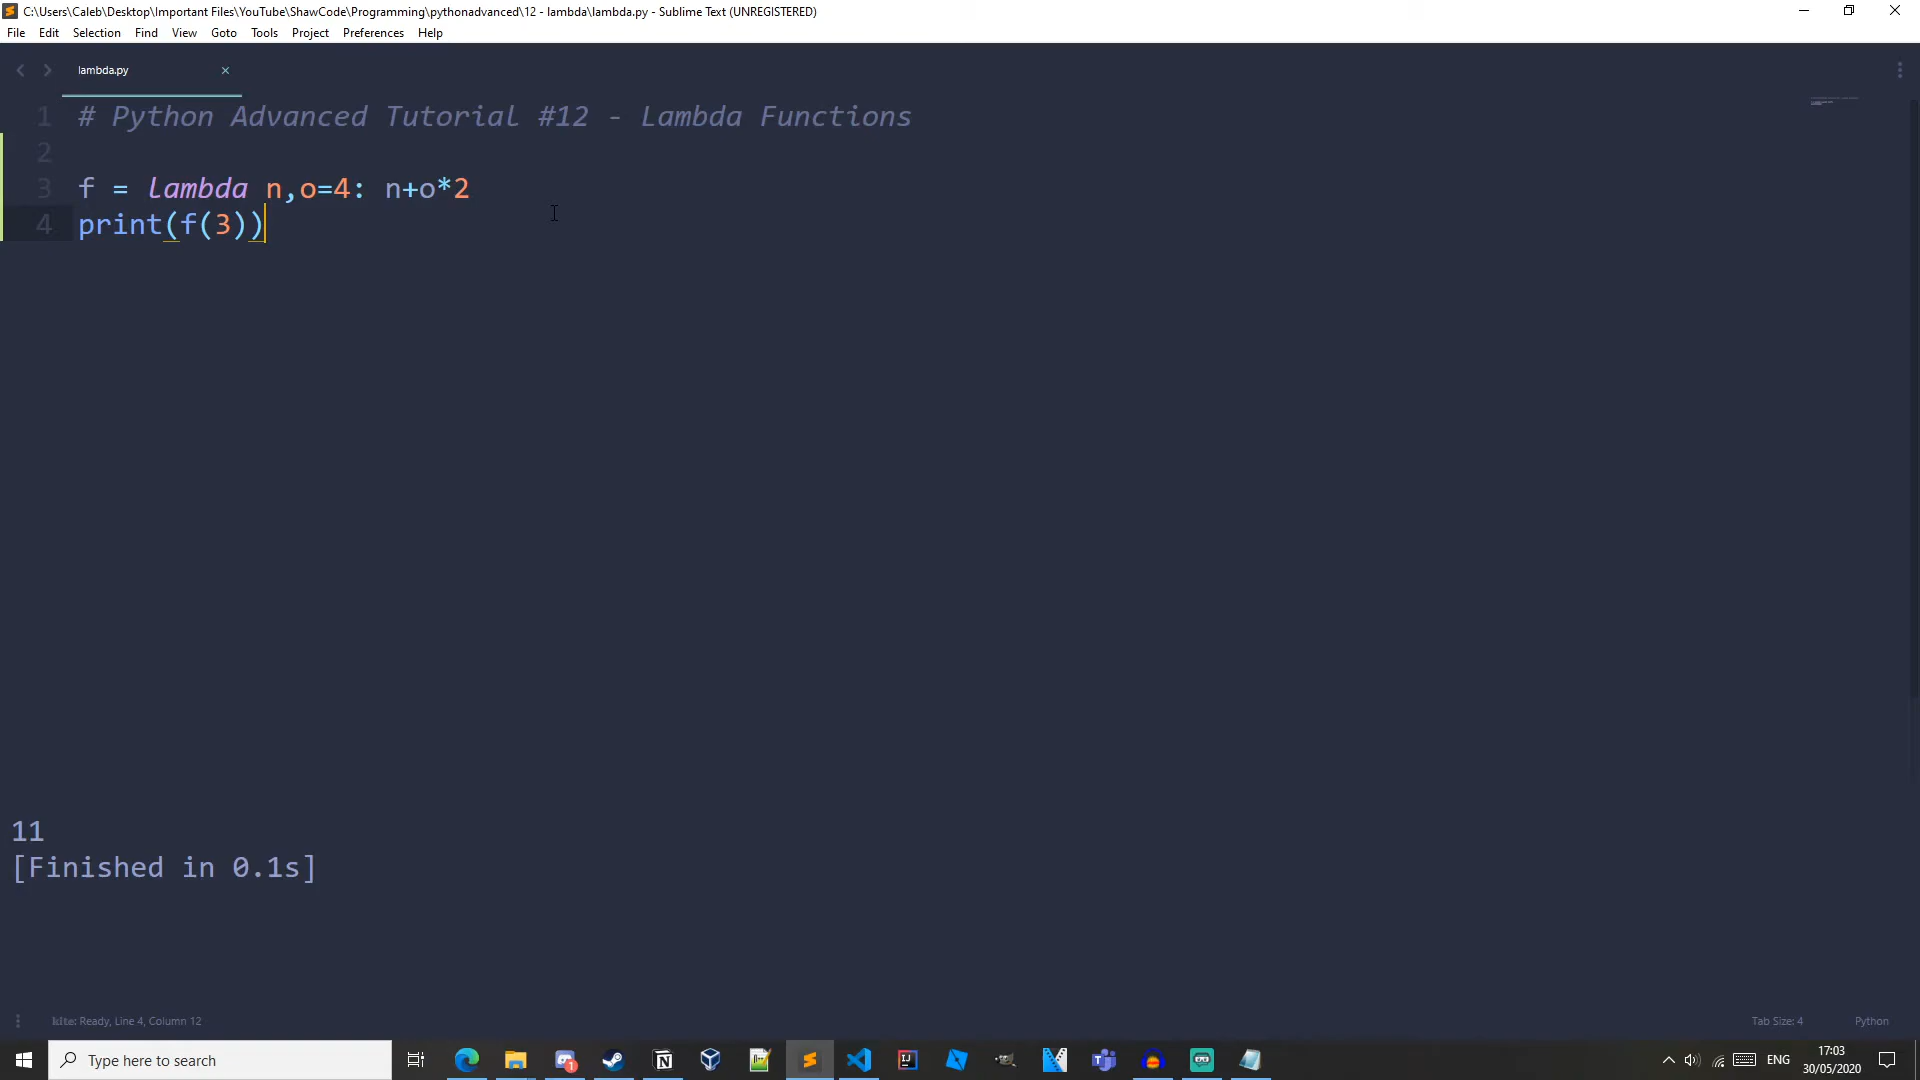 C:\Users\Caleb\Desktop\Important Files\YouTube\ShawCode\Programming\pythonadvanced\12 - lambda\lambda.py - Sublime Text (UNREGISTERED)
File Edit Selection Find View Goto Tools Project Preferences Help
lambda.py
1 # Python Advanced Tutorial #12 - Lambda Functions
2
3 f = lambda n,o=4: n+o*2
4 print(f(3))
11
[Finished in 0.1s]
kite: Ready, Line 4, Column 12 Tab Size: 4 Python
Type here to search ENG 17:03
30/05/2020